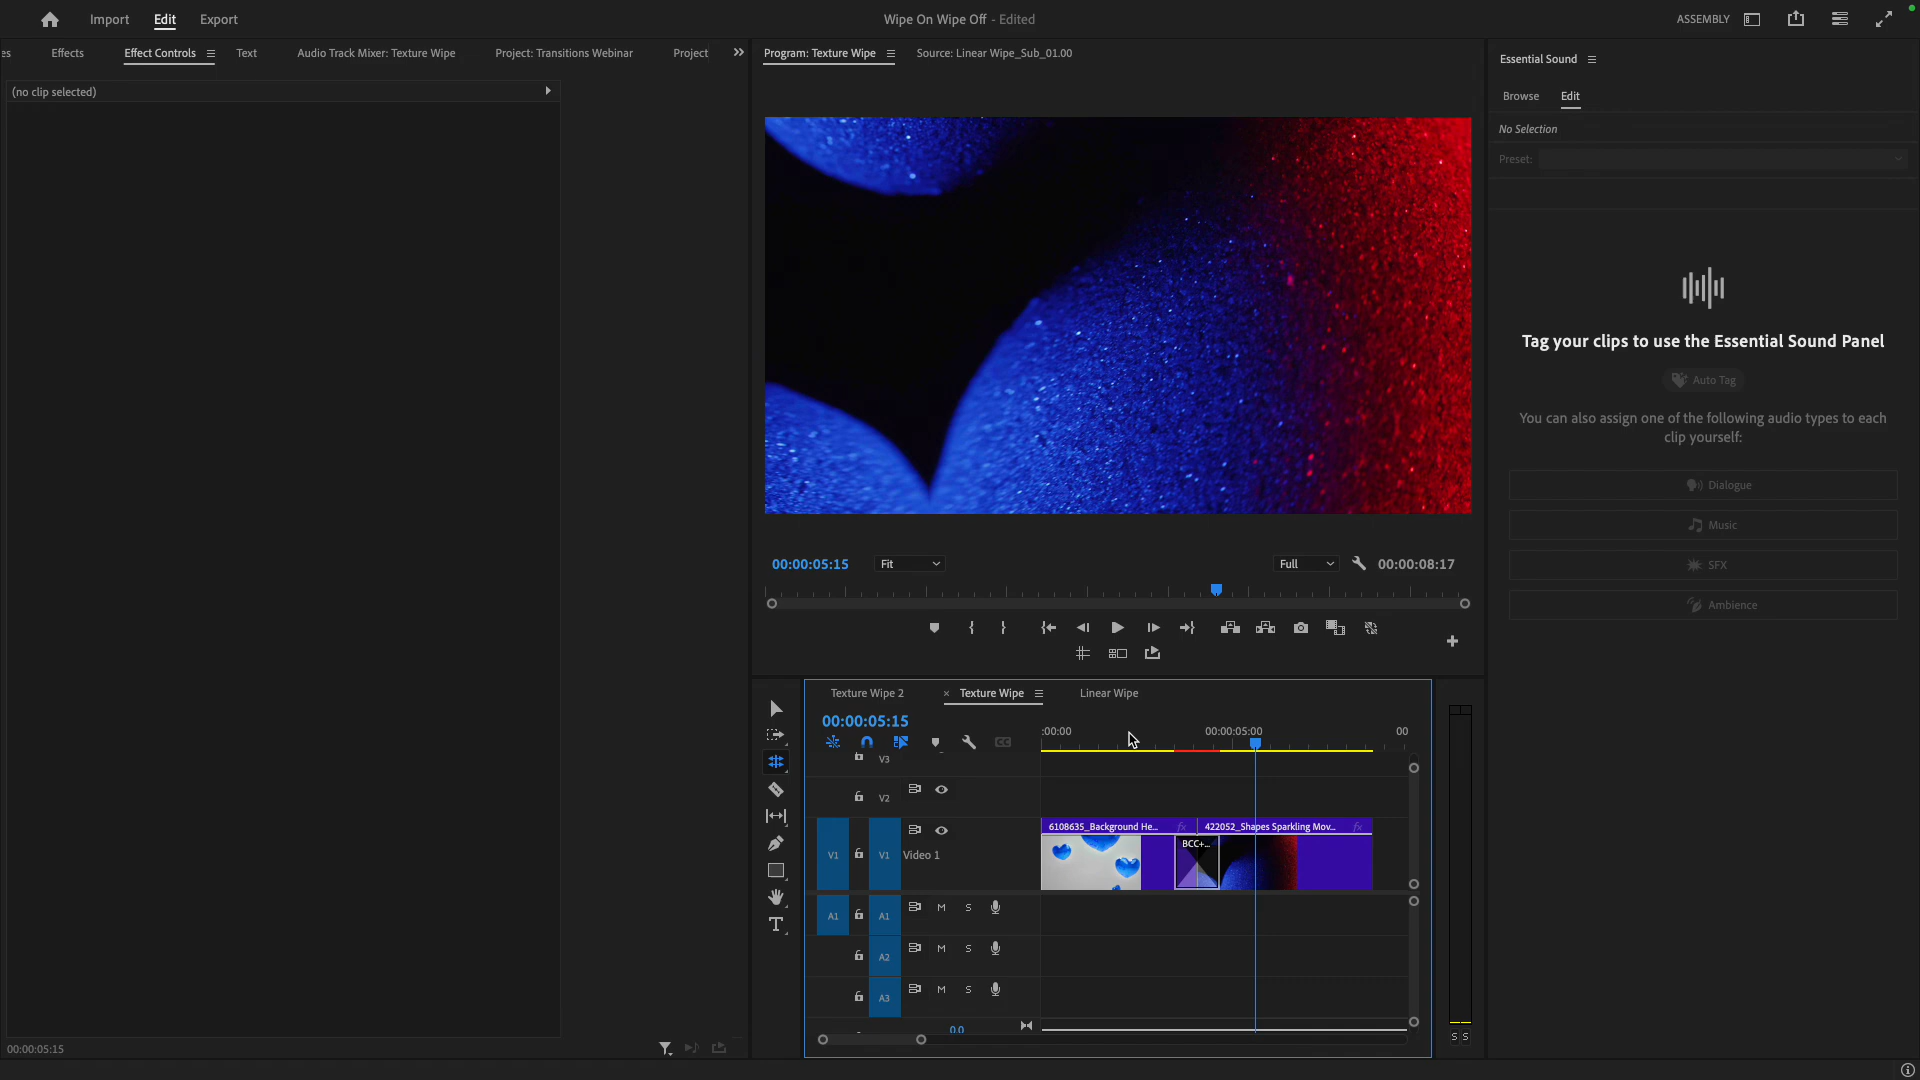 Import
Edit
Export
Wipe On Wipe Off - Edited
ASSEMBLY
es
Effects
Effect Controls
Text
Audio Track Mixer: Texture Wipe
Project: Transitions Webinar
Project
Program: Texture Wipe
Source: Linear Wipe_Sub_01.00
Essential Sound
(no clip selected)
Browse
Edit
No Selection
Preset:
Tag your clips to use the Essential Sound Panel
Auto Tag
You can also assign one of the following audio types to each
clip yourself:
Dialogue
Music
SFX
Ambience
00:00:05:15
Fit
Full
00:00:08:17
Texture Wipe 2
Texture Wipe
Linear Wipe
00:00:05:15
:00:00
00:00:05:00
00
V3
V2
6108635_Background He...
fx
422052_Shapes Sparkling Mov...
fx
BCC+...
V1
V1
Video 1
A1
A1
M
S
A2
M
S
A3
M
S
0.0
S
S
00:00:05:15